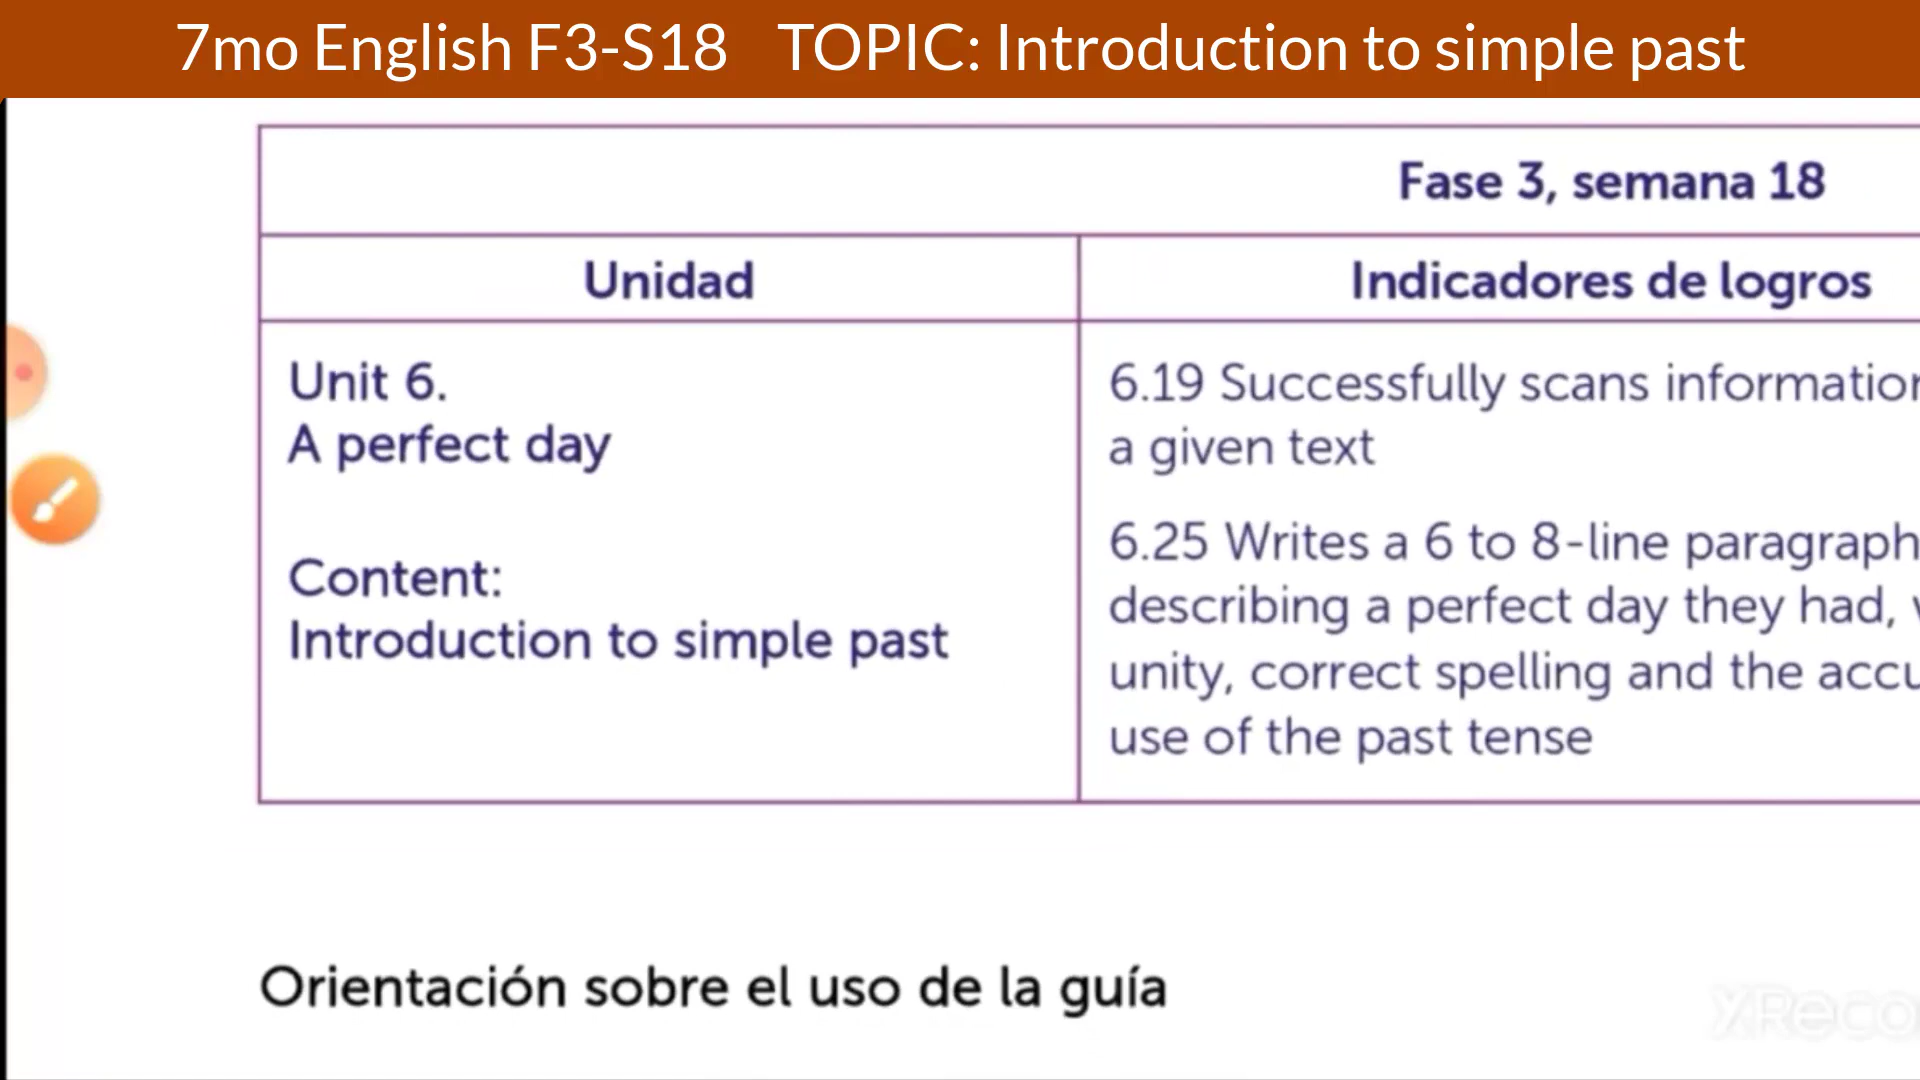 7mo English F3-S18 TOPIC: Introduction to simple past
Fase 3, semana 18
Unidad
Indicadores de logros
Unit 6.
A perfect day
Content:
Introduction to simple past
6.19 Successfully scans information
a given text
6.25 Writes a 6 to 8-line paragraph
describing a perfect day they had,
unity, correct spelling and the
use of the past tense
Orientación sobre el uso de la guía